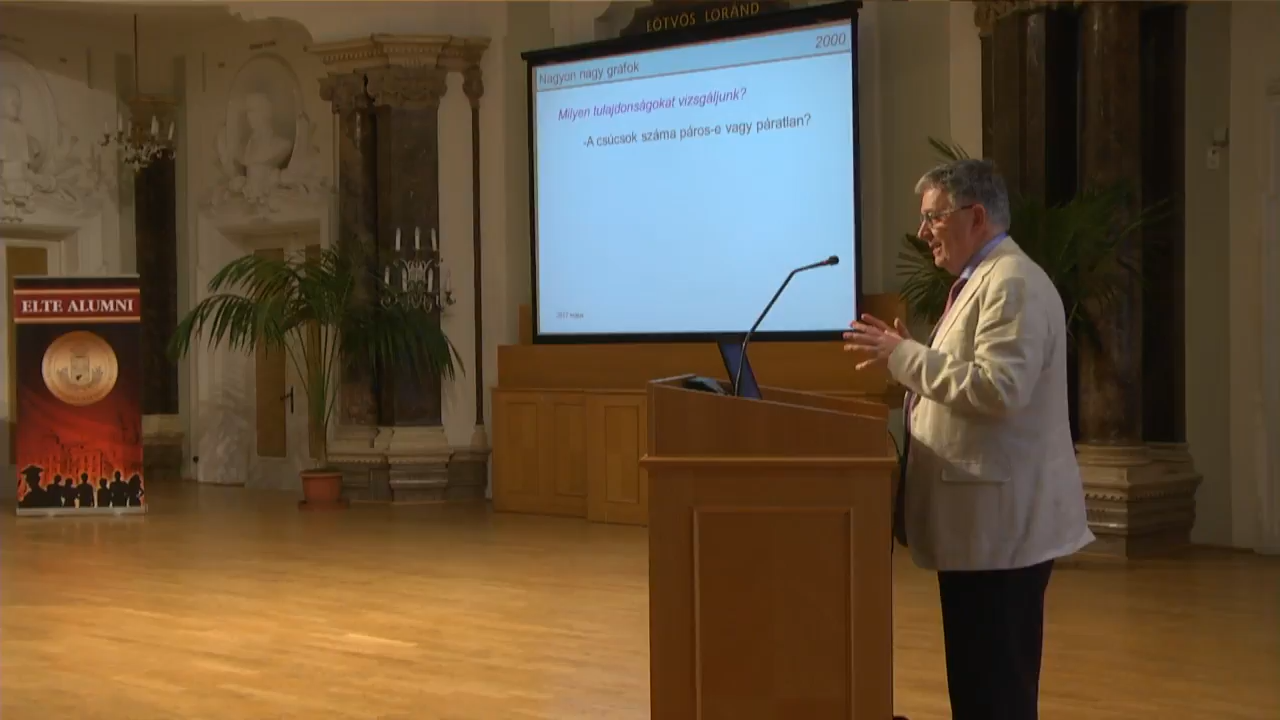 EÖTVÖS LORÁND
2000
Nagyon nagy gráfok
Milyen tulajdonságokat vizsgáljunk?
-A csúcsok száma páros-e vagy páratlan?
ELTE ALUMNI